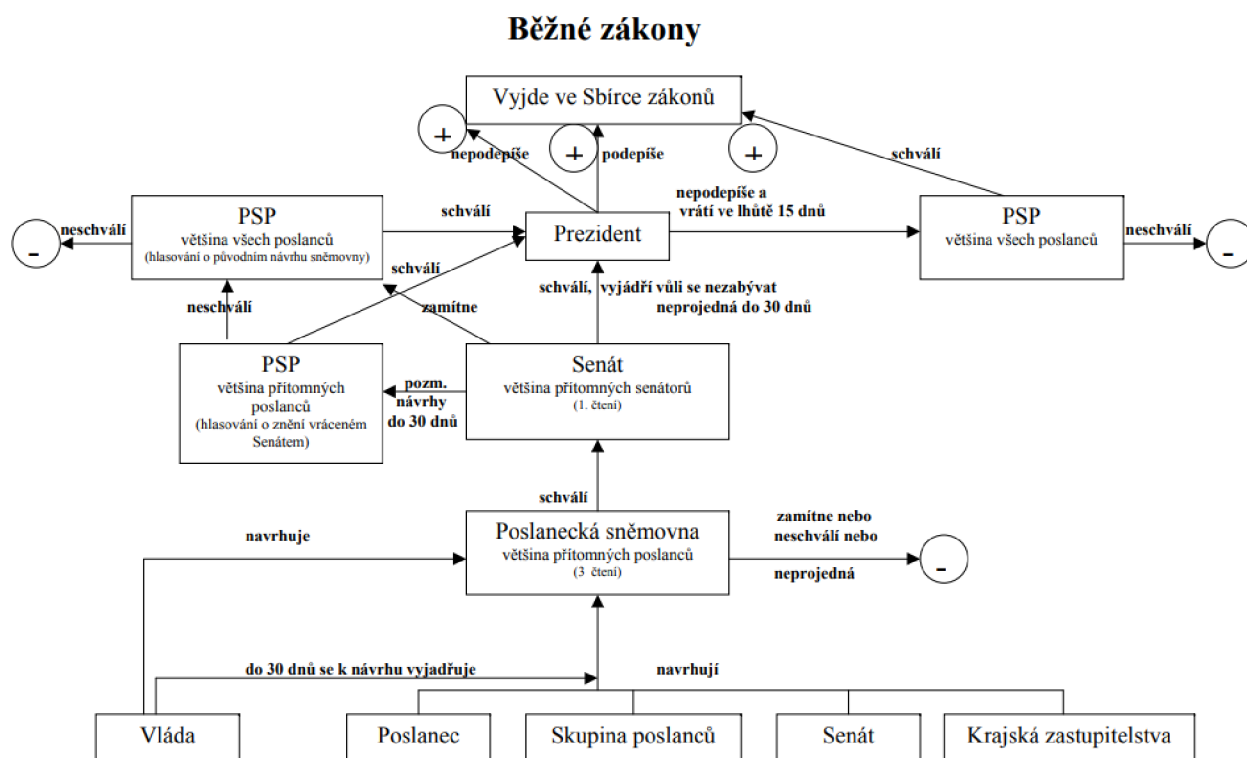 Běžné zákony
Vyjde ve Sbírce zákonů
+
+
+
nepodepíše
podepíše
schválí
nepodepíše a
vrátí ve lhůtě 15 dnů
PSP
většina všech poslanců
(hlasování o původním návrhu sněmovny)
schválí
Prezident
PSP
většina všech poslanců
neschválí
-
neschválí
-
schválí
neschválí
zamítne
schválí, vyjádří vůli se nezabývat
neprojedná do 30 dnů
PSP
většina přítomných
poslanců
(hlasování o znění vráceném
Senátem)
pozm.
návrhy
do 30 dnů
Senát
většina přítomných senátorů
(1. čtení)
schválí
Poslanecká sněmovna
většina přítomných poslanců
(3 čtení)
navrhuje
zamítne nebo
neschválí nebo
neprojedná
-
do 30 dnů se k návrhu vyjadřuje
navrhují
Vláda
Poslanec
Skupina poslanců
Senát
Krajská zastupitelstva